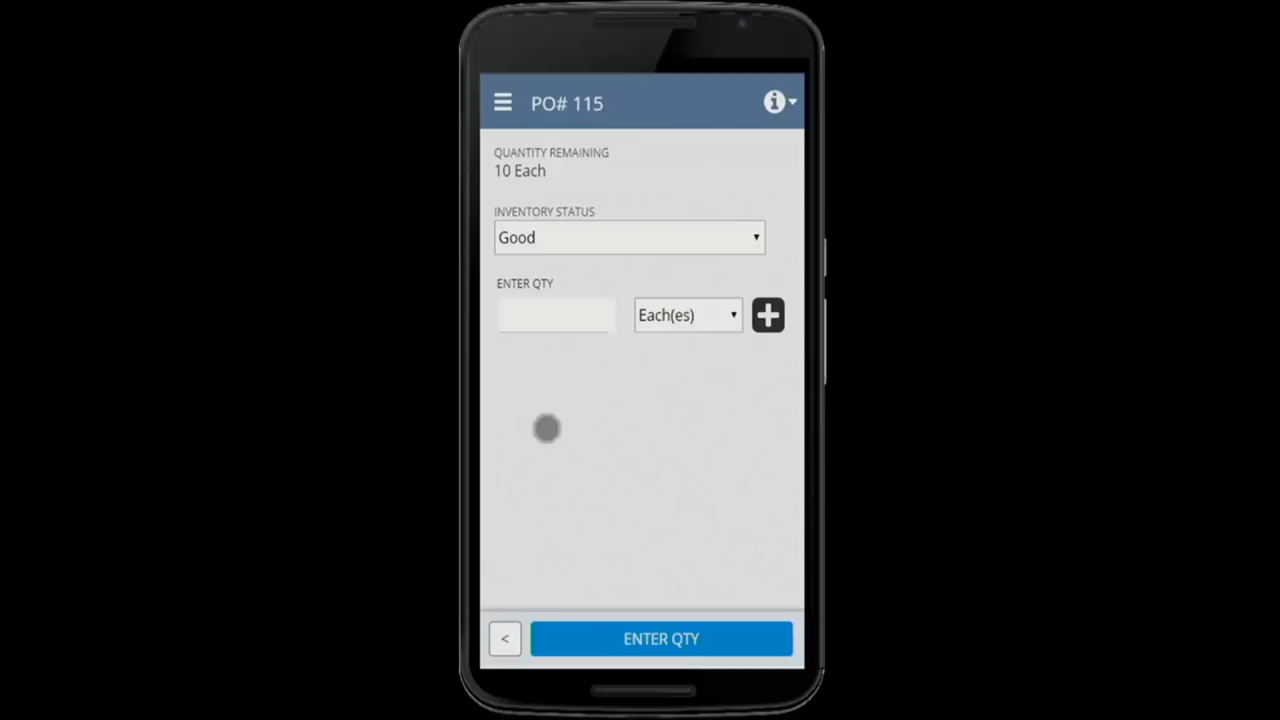 PO# 115
QUANTITY REMAINING
10 Each
INVENTORY STATUS
Good
ENTER QTY
Each(es)
< ENTER QTY